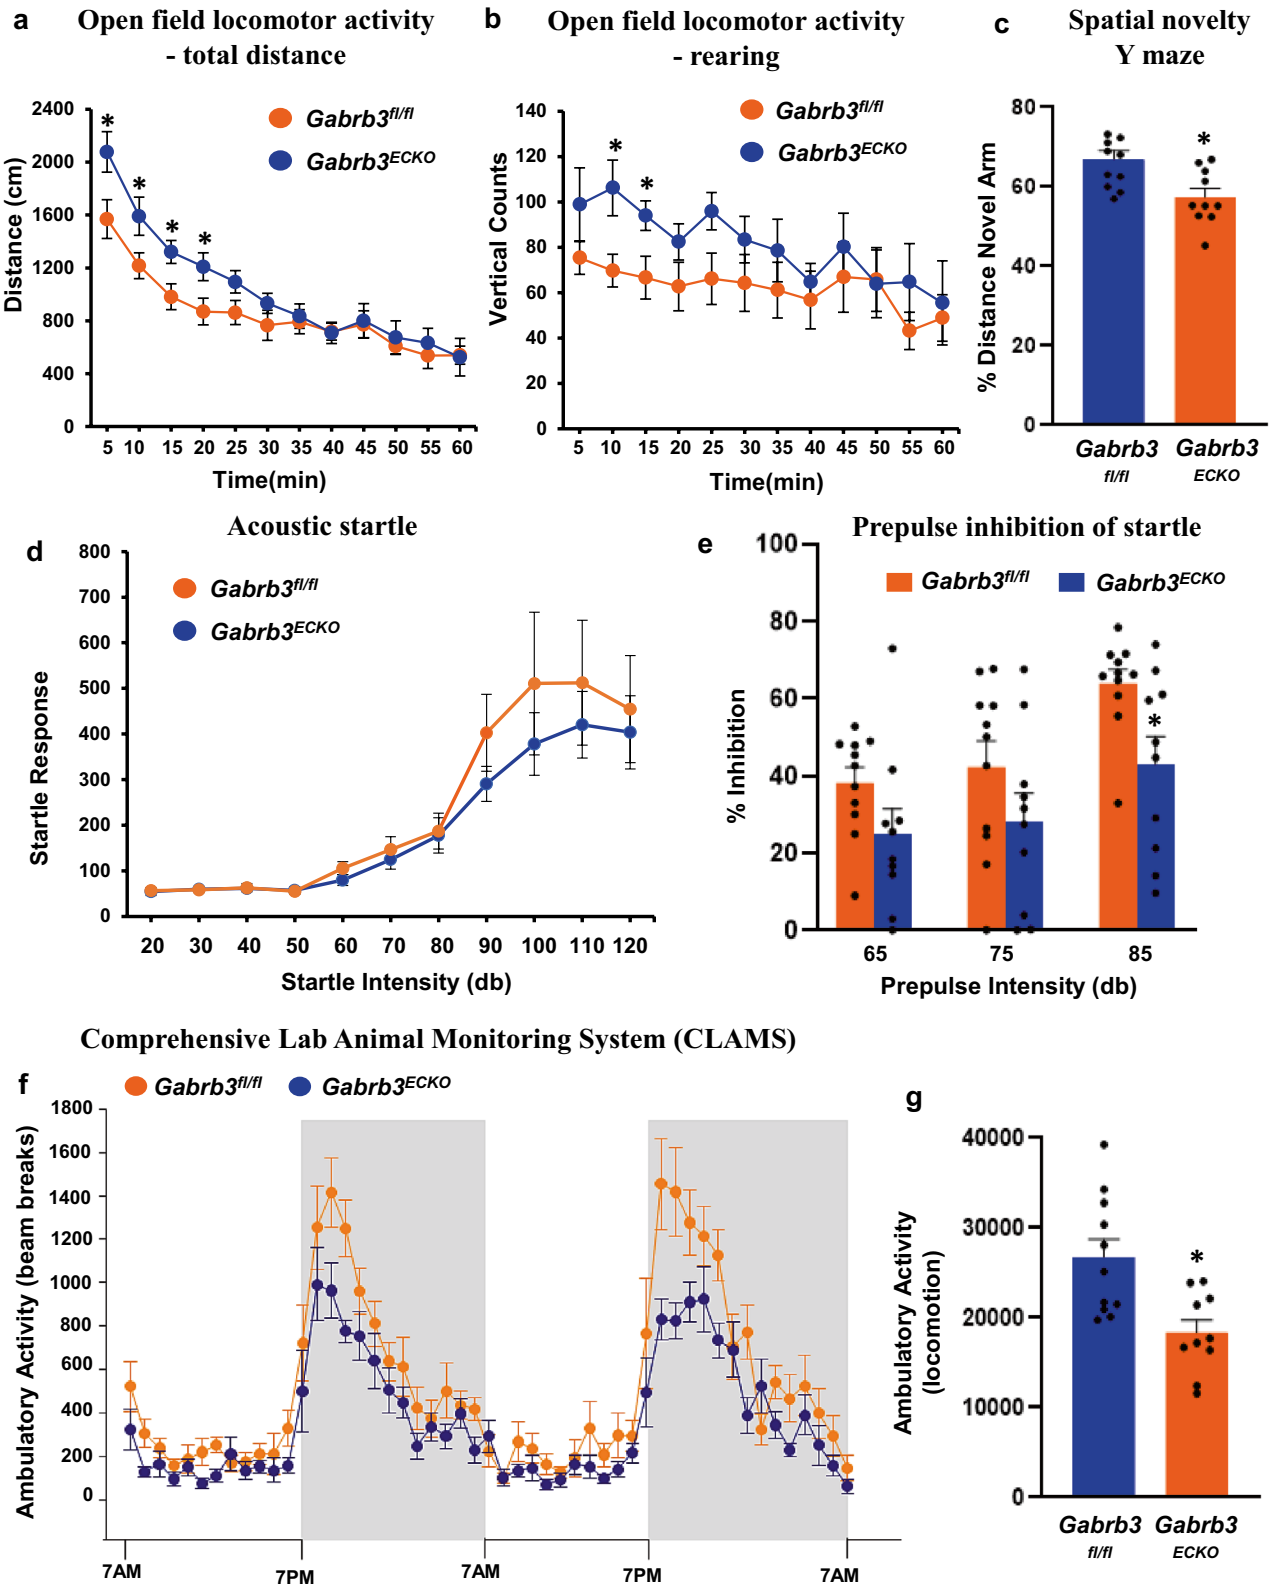 a
Open field locomotor activity
- total distance
2400
2000
1600
1200
800
400
0
Distance (cm)
Gabrb3fl/fl
Gabrb3ECKO
*
*
*
*
5 10 15 20 25 30 35 40 45 50 55 60
Time(min)
b
Open field locomotor activity
- rearing
140
120
100
80
60
40
20
0
Vertical Counts
Gabrb3fl/fl
Gabrb3ECKO
*
*
5 10 15 20 25 30 35 40 45 50 55 60
Time(min)
c
Spatial novelty
Y maze
80
60
40
20
0
% Distance Novel Arm
*
Gabrb3 Gabrb3
fl/fl ECKO
d
Acoustic startle
800
700
600
500
400
300
200
100
0
Startle Response
Gabrb3fl/fl
Gabrb3ECKO
20 30 40 50 60 70 80 90 100 110 120
Startle Intensity (db)
e
Prepulse inhibition of startle
100
80
60
40
20
0
% Inhibition
Gabrb3fl/fl Gabrb3ECKO
*
65 75 85
Prepulse Intensity (db)
Comprehensive Lab Animal Monitoring System (CLAMS)
f
Gabrb3fl/fl Gabrb3ECKO
1800
1600
1400
1200
1000
800
600
400
200
0
Ambulatory Activity (beam breaks)
7AM 7PM 7AM 7PM 7AM
g
40000
30000
20000
10000
0
Ambulatory Activity
(locomotion)
*
Gabrb3 Gabrb3
fl/fl ECKO